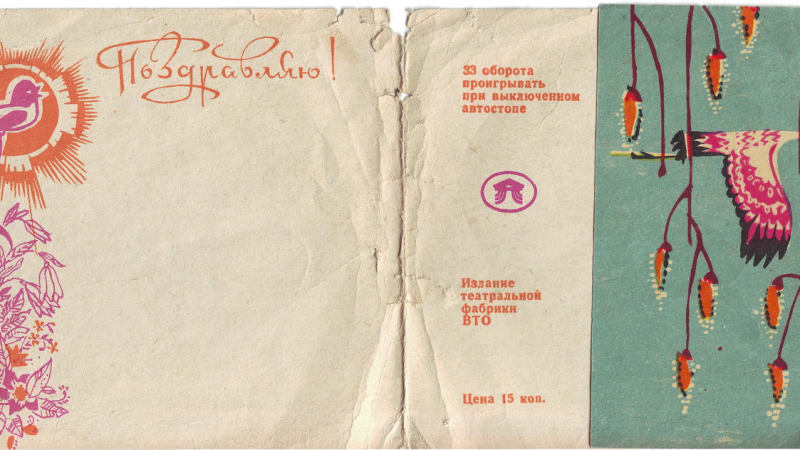 Поздравляю!
33 оборота
проигрывать
при выключенном
автостопе
Издание
театральной
фабрики
ВТО
Цена 15 коп.